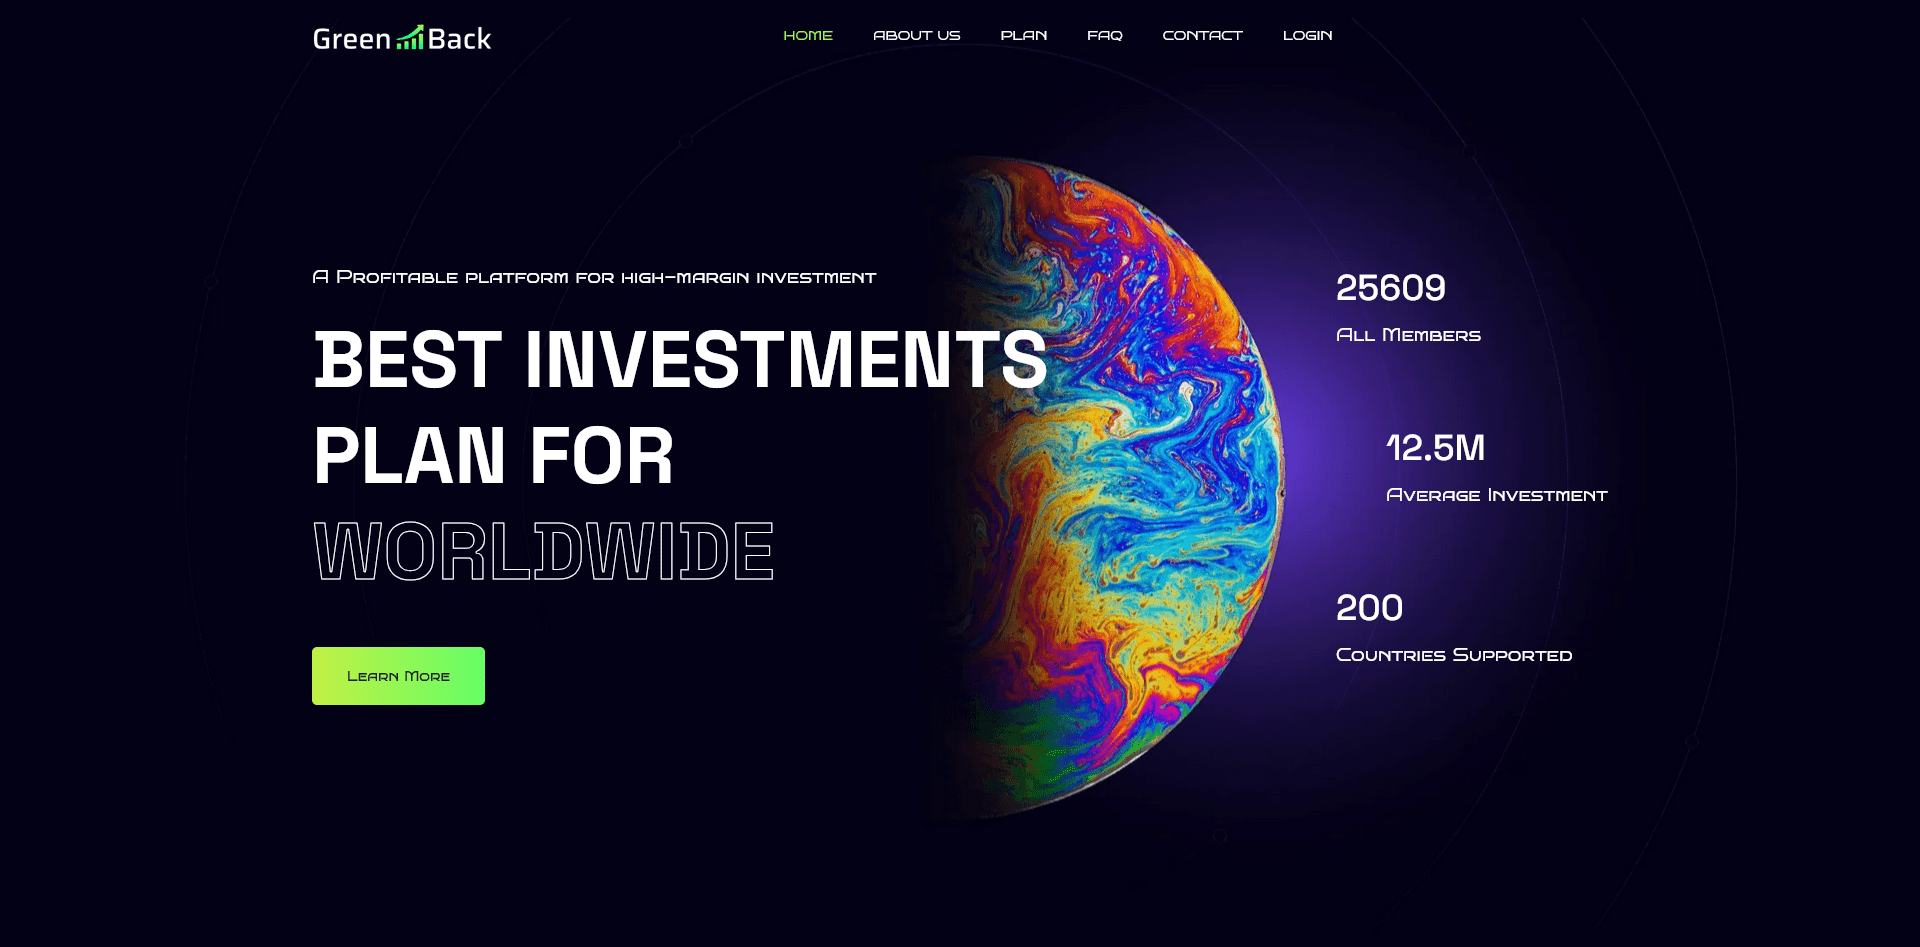 Green Back
HOME ABOUT US PLAN FAQ CONTACT LOGIN
A Profitable platform for high-margin investment
BEST INVESTMENTS
PLAN FOR
WORLDWIDE
Learn More
25609
All Members
12.5M
Average Investment
200
Countries Supported